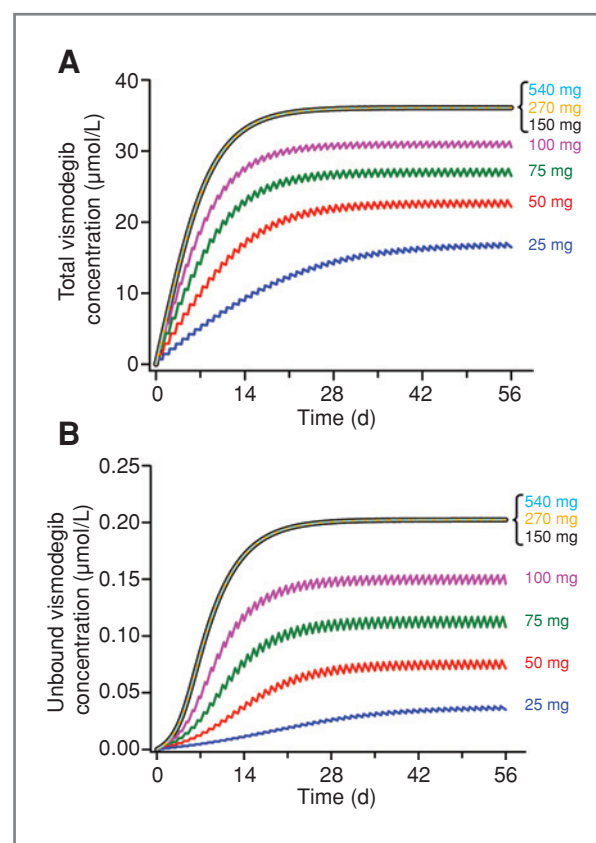 A
Total vismodegib
concentration (µmol/L)
40
30
20
10
0
540 mg
270 mg
150 mg
100 mg
75 mg
50 mg
25 mg
0 14 28 42 56
Time (d)
B
Unbound vismodegib
concentration (µmol/L)
0.25
0.20
0.15
0.10
0.05
0.00
540 mg
270 mg
150 mg
100 mg
75 mg
50 mg
25 mg
0 14 28 42 56
Time (d)